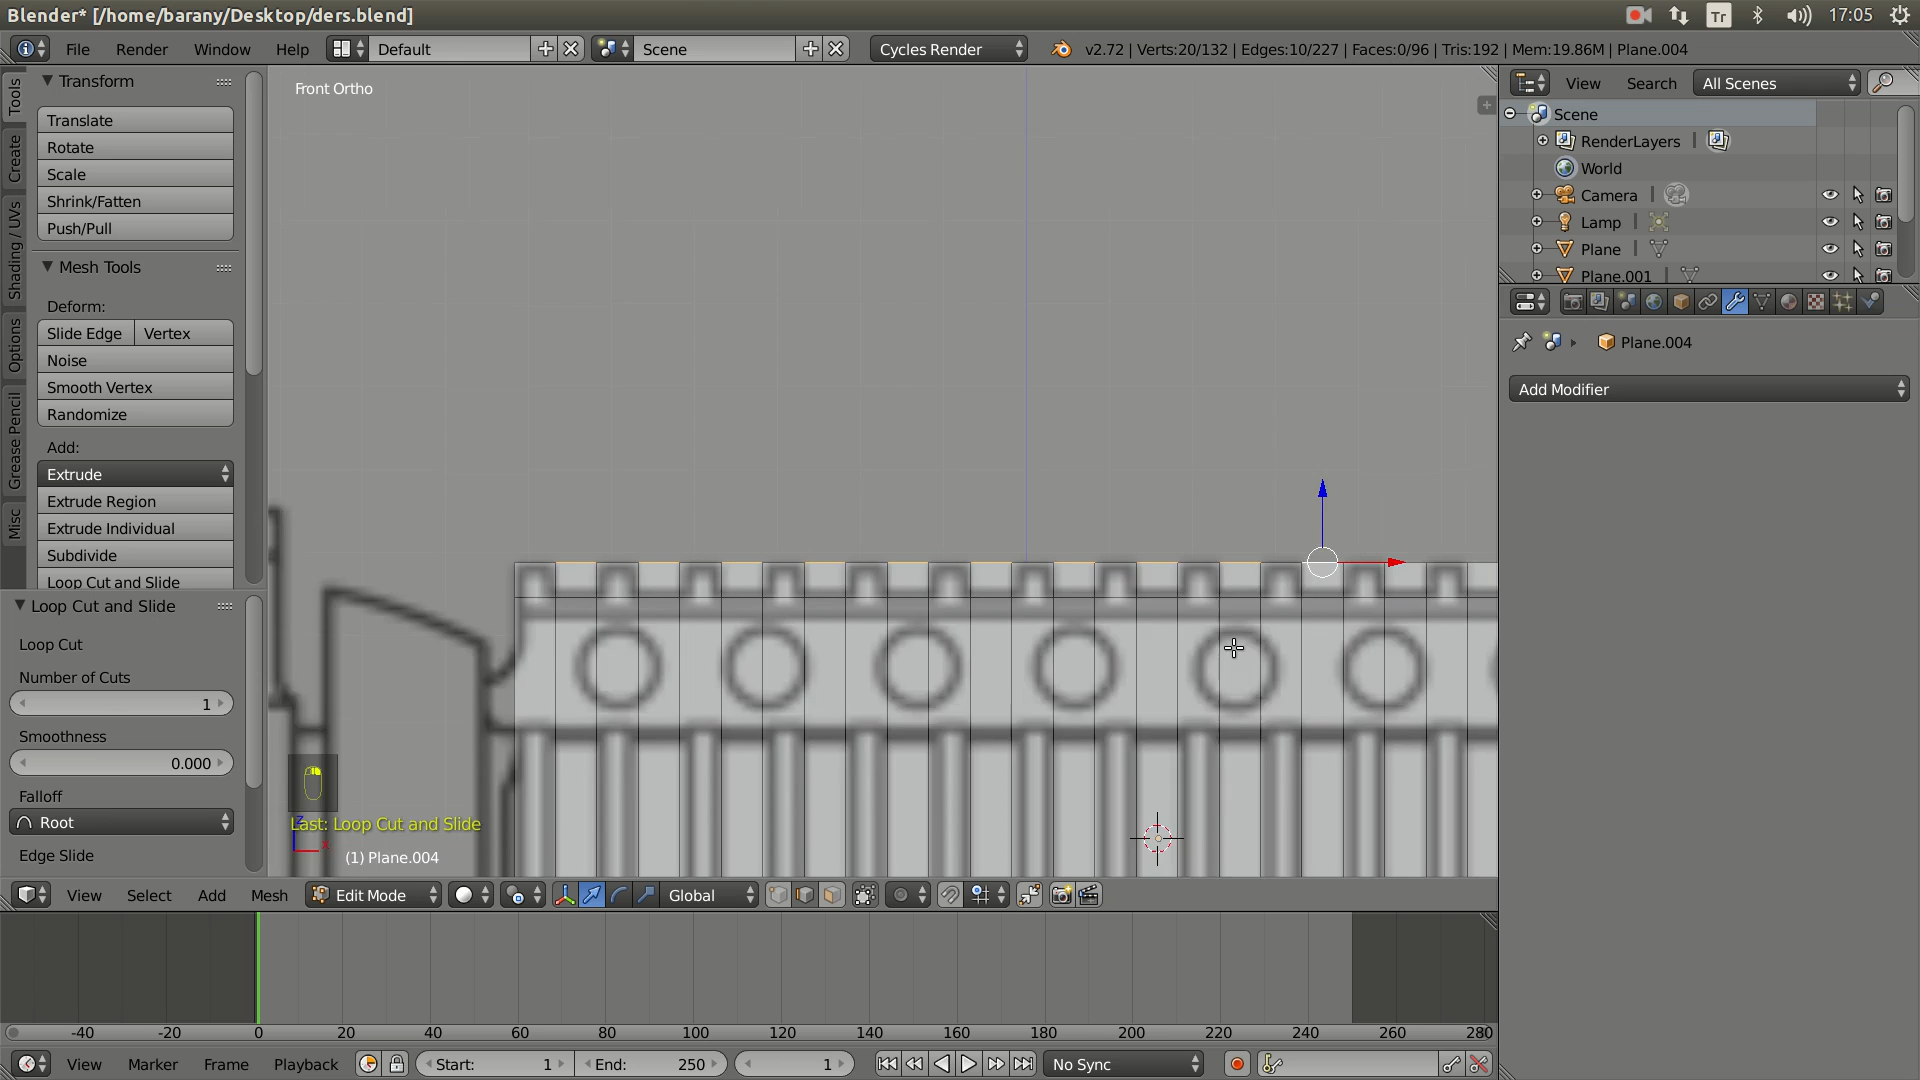 Blender* [/home/barany/Desktop/ders.blend]
Tr
17:05
File
Render
Window
Help
Default
Scene
Cycles Render
v2.72 | Verts:20/132 | Edges:10/227 | Faces:0/96 | Tris:192 | Mem:19.86M | Plane.004
Tools
Create
Shading / UVs
Options
Grease Pencil
Misc
Transform
Translate
Rotate
Scale
Shrink/Fatten
Push/Pull
Mesh Tools
Deform:
Slide Edge
Vertex
Noise
Smooth Vertex
Randomize
Add:
Extrude
Extrude Region
Extrude Individual
Subdivide
Loop Cut and Slide
Loop Cut and Slide
Loop Cut
Number of Cuts
1
Smoothness
0.000
Falloff
Root
Edge Slide
Front Ortho
Last: Loop Cut and Slide
z
x
(1) Plane.004
View
Select
Add
Mesh
Edit Mode
Global
View
Search
All Scenes
Scene
RenderLayers
World
Camera
Lamp
Plane
Plane.001
Plane.004
Add Modifier
-40 -20 0 20 40 60 80 100 120 140 160 180 200 220 240 260 280
View
Marker
Frame
Playback
Start: 1
End: 250
1
No Sync